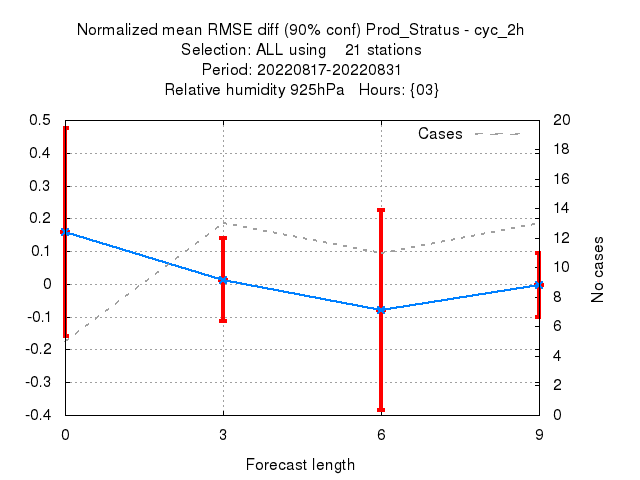 Normalized mean RMSE diff (90% conf) Prod_Stratus - cyc_2h
Selection: ALL using 21 stations
Period: 20220817-20220831
Relative humidity 925hPa Hours: {03}
Cases
0.5
0.4
0.3
0.2
0.1
0
-0.1
-0.2
-0.3
-0.4
20
18
16
14
12
10
8
6
4
2
0
No cases
0 3 6 9
Forecast length